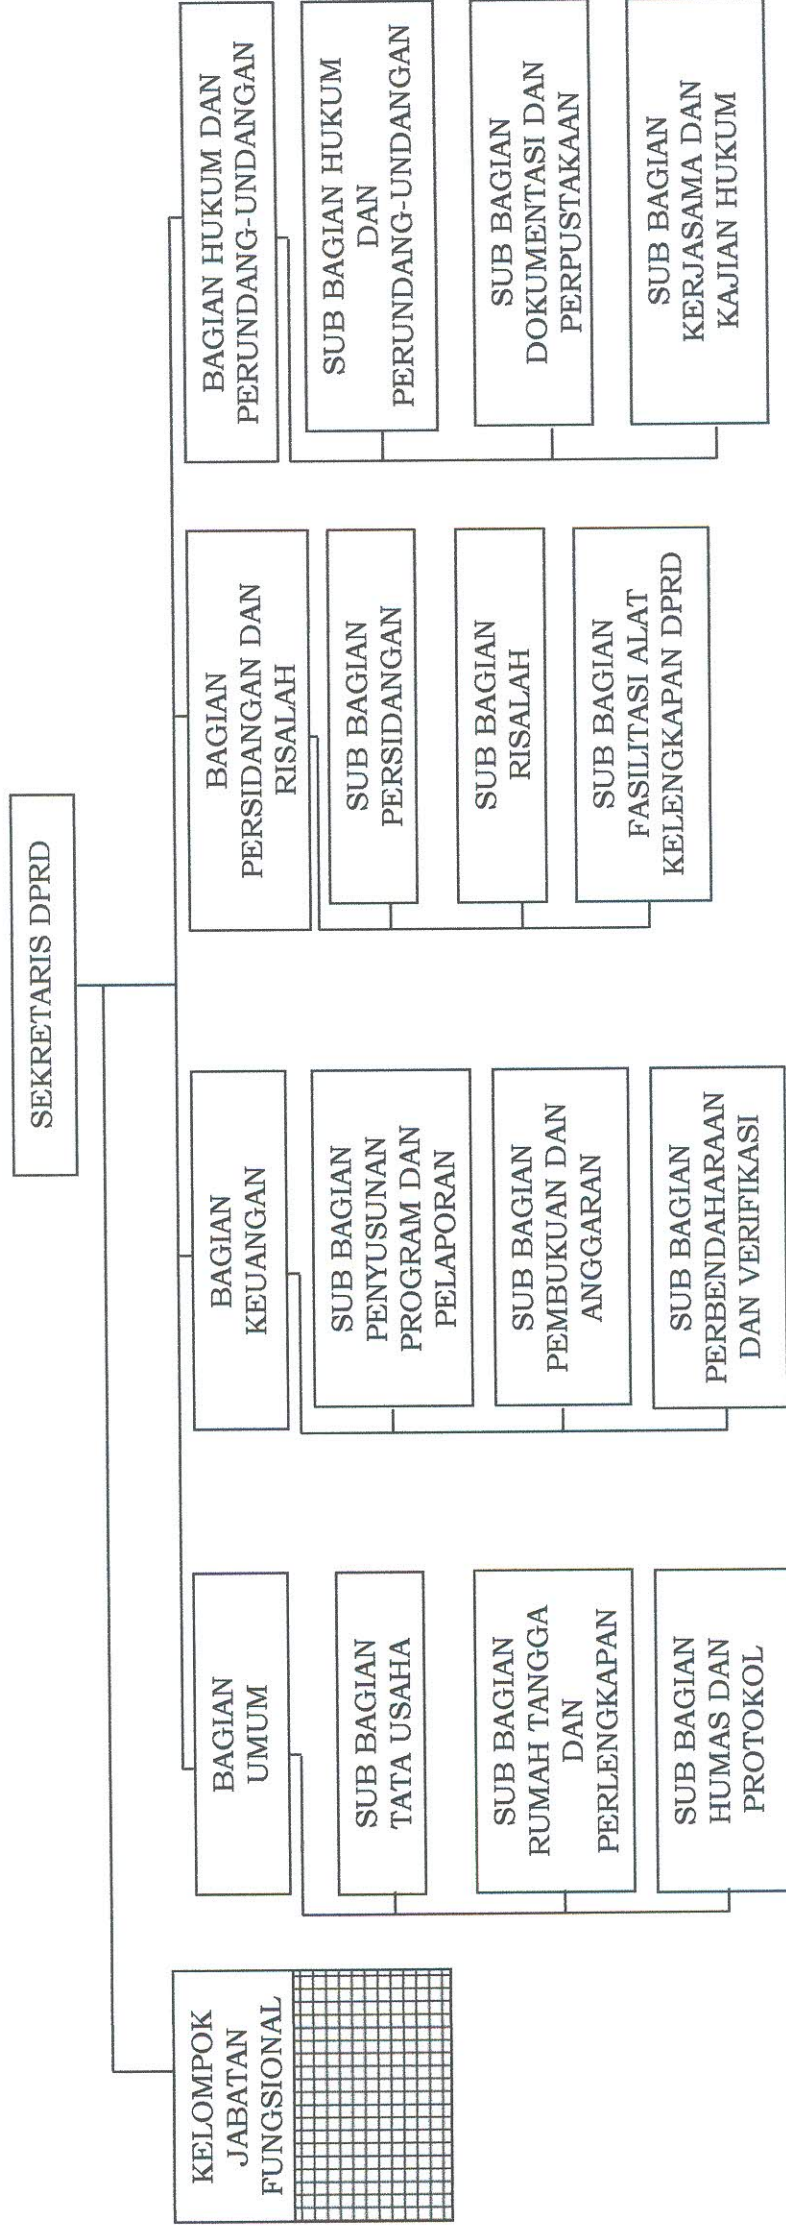 SEKRETARIS DPRD
KELOMPOK
JABATAN
FUNGSIONAL
BAGIAN
UMUM
SUB BAGIAN
TATA USAHA
SUB BAGIAN
RUMAH TANGGA
DAN
PERLENGKAPAN
SUB BAGIAN
HUMAS DAN
PROTOKOL
BAGIAN
KEUANGAN
SUB BAGIAN
PENYUSUNAN
PROGRAM DAN
PELAPORAN
SUB BAGIAN
PEMBUKUAN DAN
ANGGARAN
SUB BAGIAN
PERBENDAHARAAN
DAN VERIFIKASI
BAGIAN
PERSIDANGAN DAN
RISALAH
SUB BAGIAN
PERSIDANGAN
SUB BAGIAN
RISALAH
SUB BAGIAN
FASILITASI ALAT
KELENGKAPAN DPRD
BAGIAN HUKUM DAN
PERUNDANG-UNDANGAN
SUB BAGIAN HUKUM
DAN
PERUNDANG-UNDANGAN
SUB BAGIAN
DOKUMENTASI DAN
PERPUSTAKAAN
SUB BAGIAN
KERJASAMA DAN
KAJIAN HUKUM